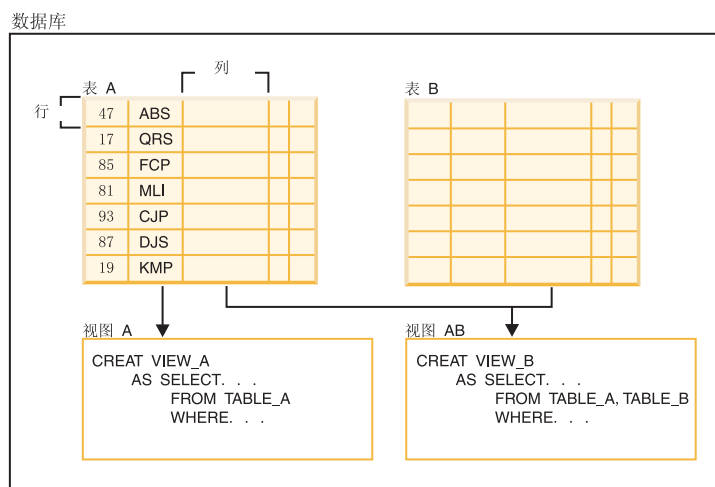 数据库
列
表 A
表 B
行
47 ABS
17 QRS
85 FCP
81 MLI
93 CJP
87 DJS
19 KMP
视图 A
CREAT VIEW_A
AS SELECT. . .
FROM TABLE_A
WHERE. . .
视图 AB
CREAT VIEW_B
AS SELECT. . .
FROM TABLE_A, TABLE_B
WHERE. . .